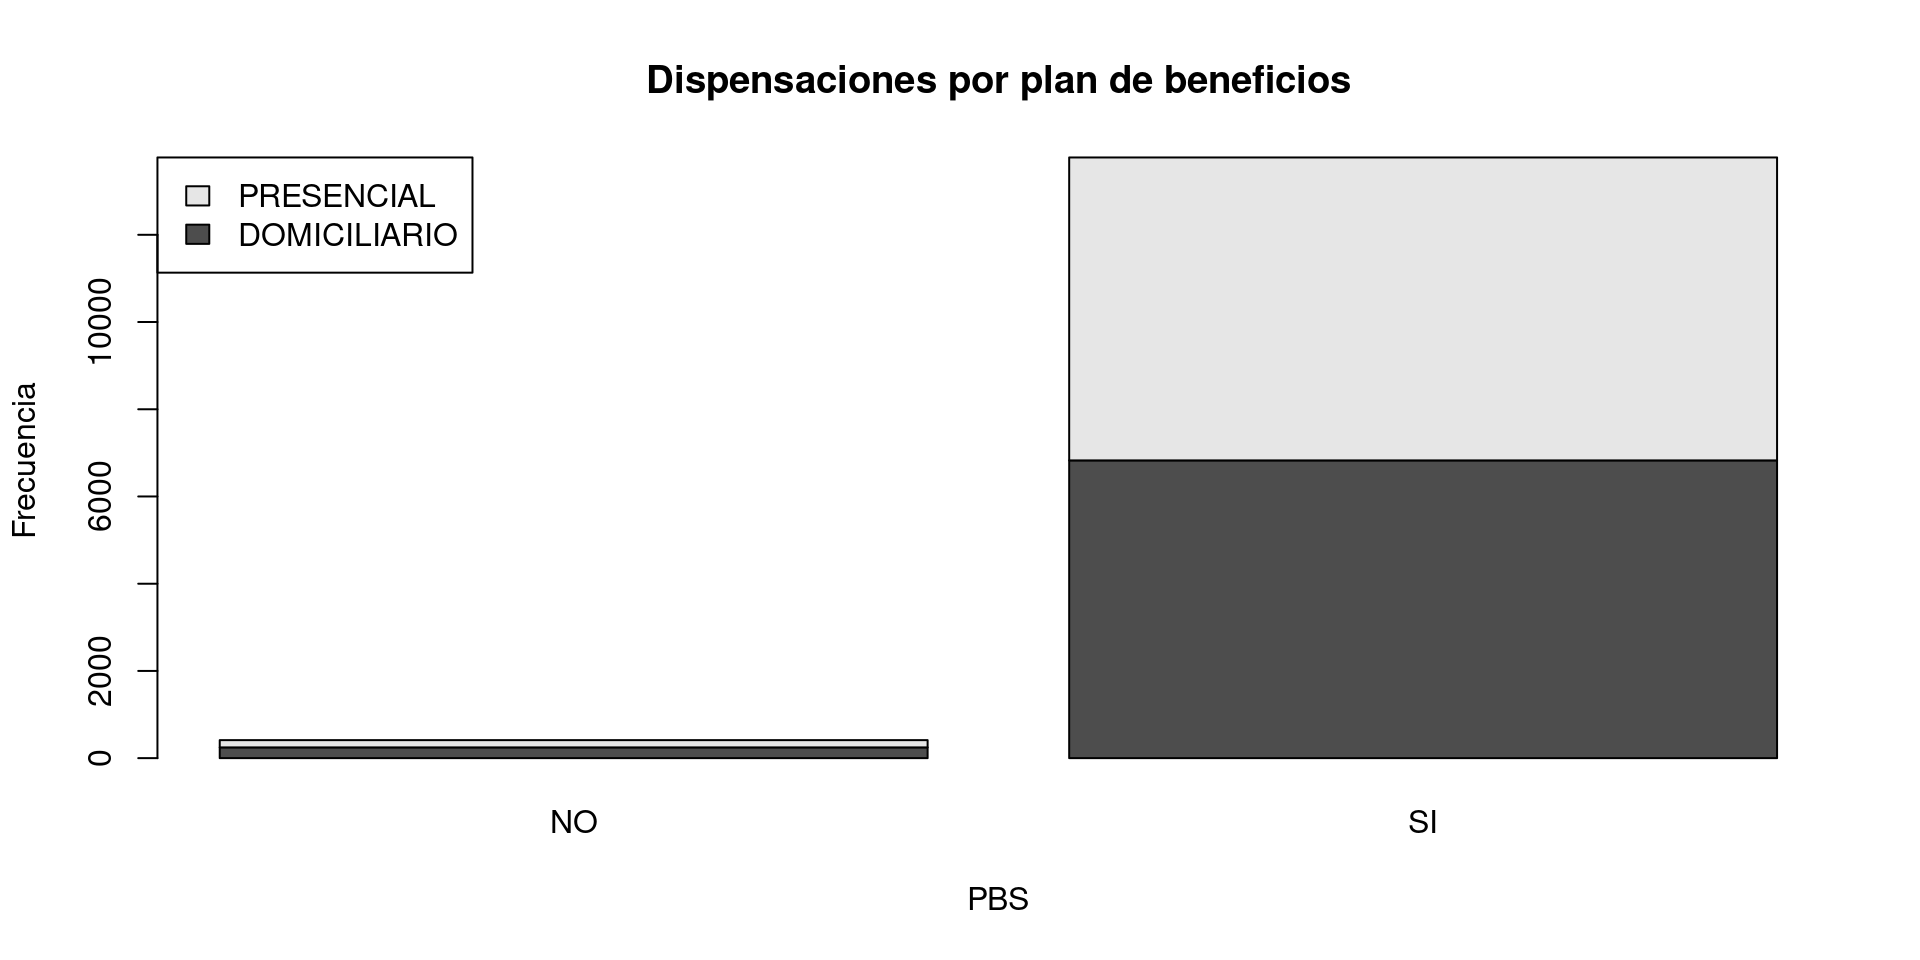 Dispensaciones por plan de beneficios
PRESENCIAL
DOMICILIARIO
Frecuencia
10000
6000
2000
0
NO
SI
PBS